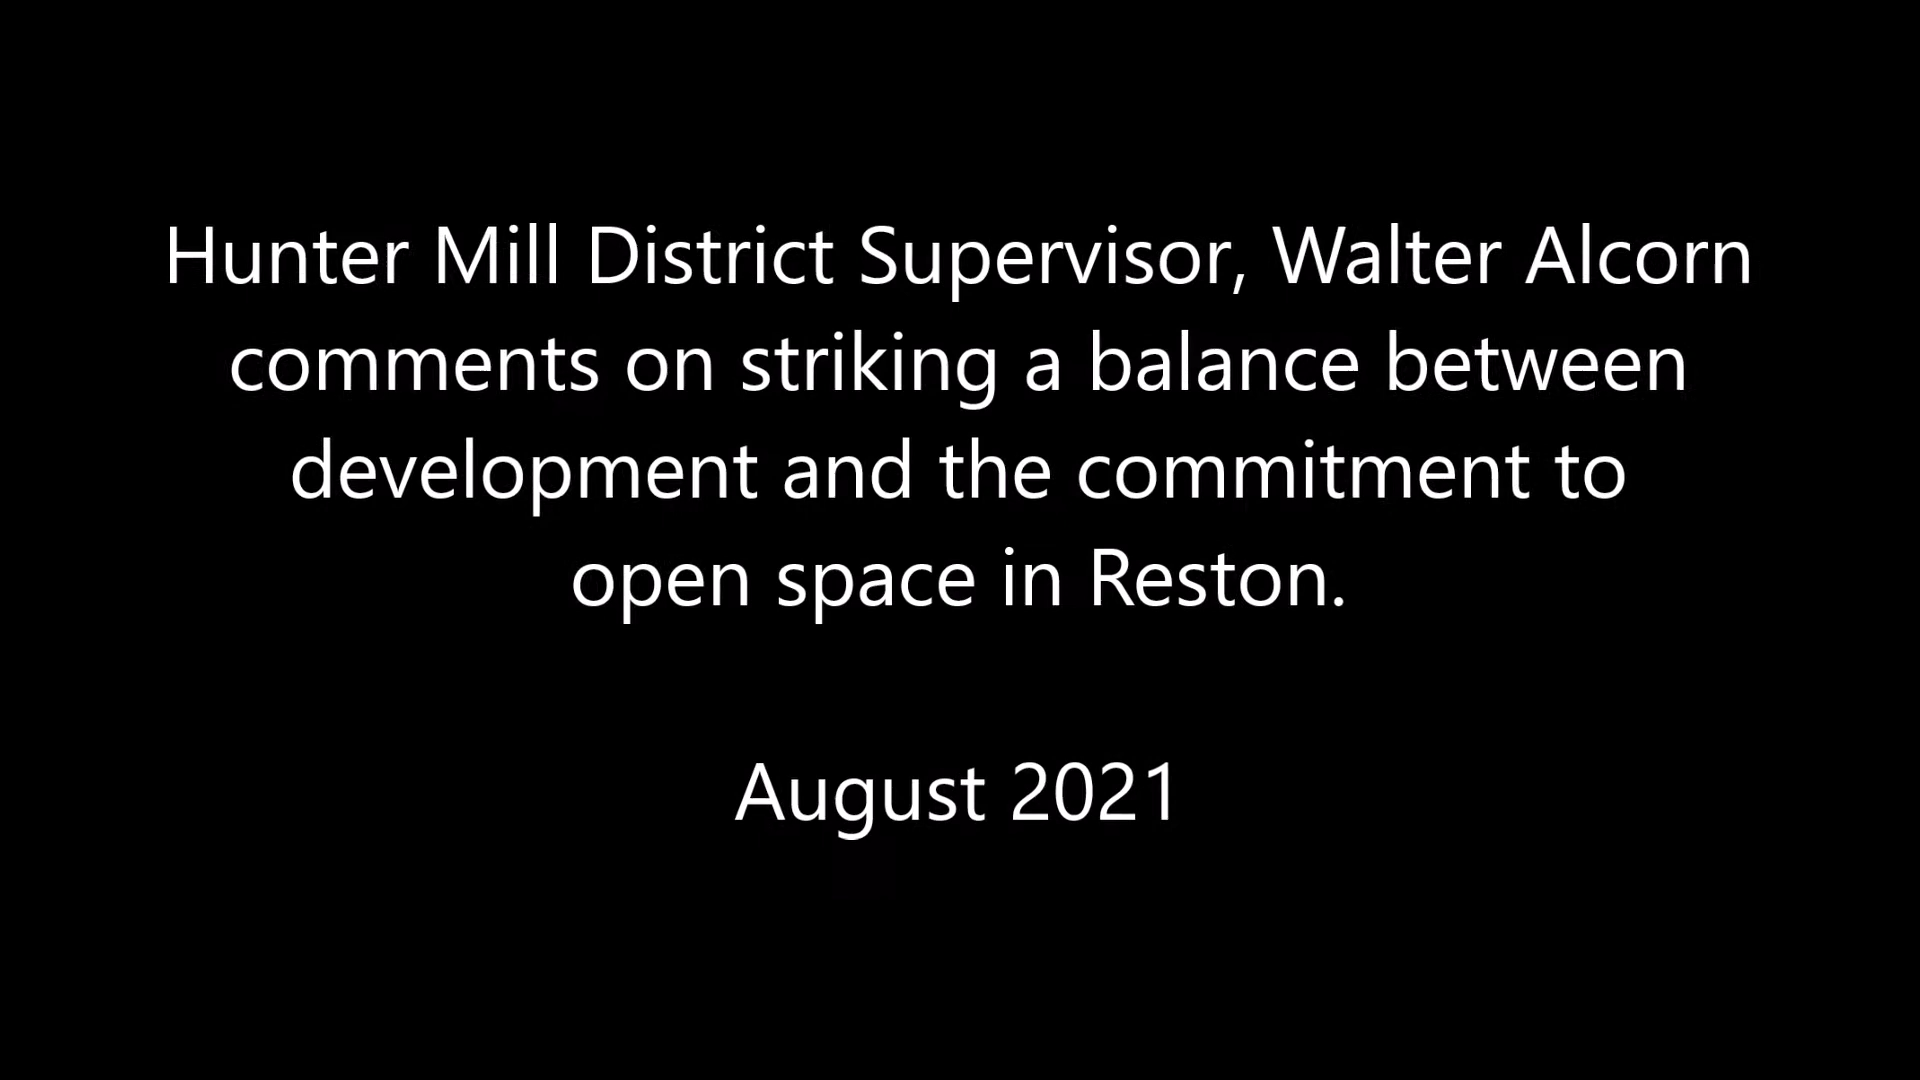 Hunter Mill District Supervisor, Walter Alcorn
comments on striking a balance between
development and the commitment to
open space in Reston.
August 2021